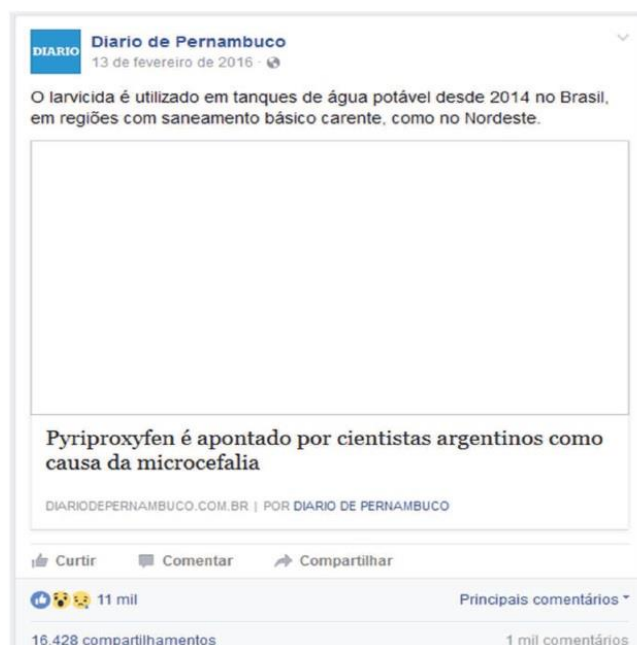 DIARIO
Diario de Pernambuco
13 de fevereiro de 2016 ·
O larvicida é utilizado em tanques de água potável desde 2014 no Brasil,
em regiões com saneamento básico carente, como no Nordeste.
Pyriproxyfen é apontado por cientistas argentinos como
causa da microcefalia
DIARIODEPERNAMBUCO.COM.BR | POR DIARIO DE PERNAMBUCO
Curtir Comentar Compartilhar
11 mil Principais comentários
16.428 compartilhamentos 1 mil comentários